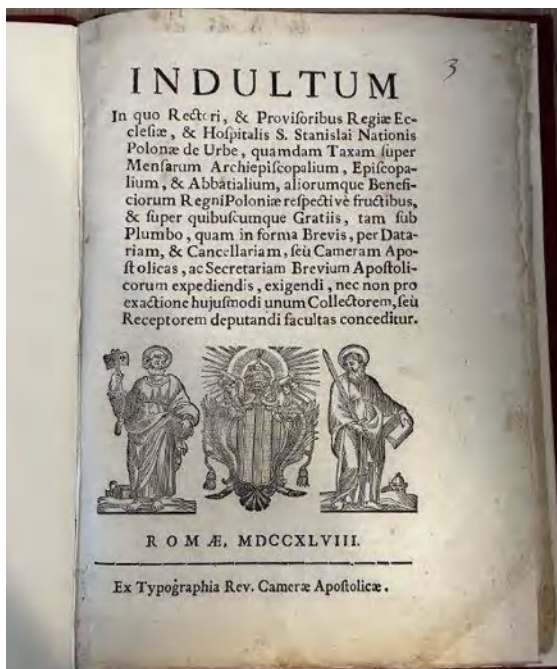 INDULTUM
3
In quo Rectori, & Proviſoribus Regiæ Ec-
cleſiæ, & Hoſpitalis S. Stanislai Nationis
Polonæ de Urbe, quamdam Taxam ſuper
Menſarum Archiepiſcopalium, Epiſcopa-
lium, & Abbatialium, aliorumque Benefi-
ciorum Regni Poloniæ reſpectivè fructibus,
& ſuper quibuſcumque Gratiis, tam ſub
Plumbo, quam in forma Brevis, per Data-
riam, & Cancellariam, ſeù Cameram Apo-
ſtolicas, ac Secretariam Brevium Apoſtoli-
corum expediendis, exigendi, nec non pro
exactione hujuſmodi unum Collectorem, ſeù
Receptorem deputandi facultas conceditur.
ROMÆ, MDCCXLVIII.
Ex Typographia Rev. Cameræ Apoſtolicæ.